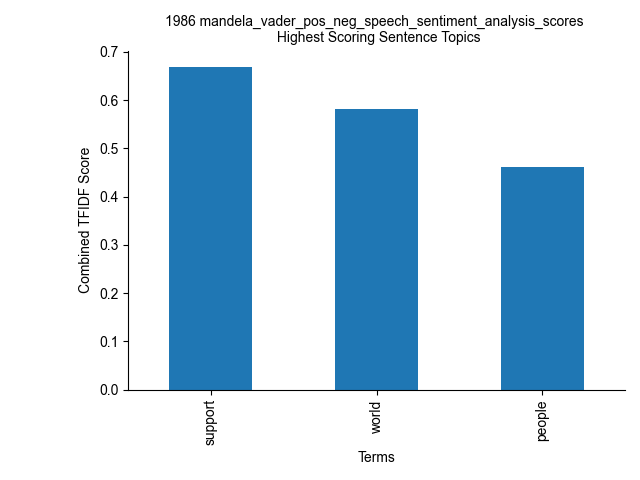 1986 mandela_vader_pos_neg_speech_sentiment_analysis_scores
Highest Scoring Sentence Topics
0.7
0.6
0.5
0.4
0.3
0.2
0.1
0.0
Combined TFIDF Score
support
world
people
Terms